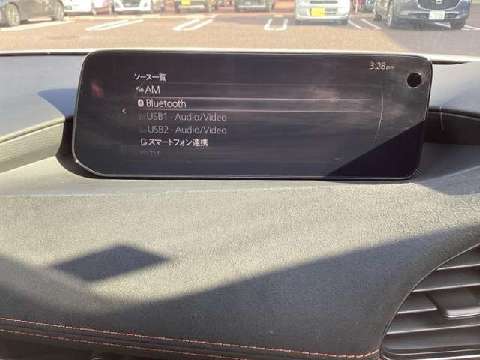 3:28pm
ソース一覧
AM
Bluetooth
USB1 - Audio/Video
USB2 - Audio/Video
スマートフォン連携